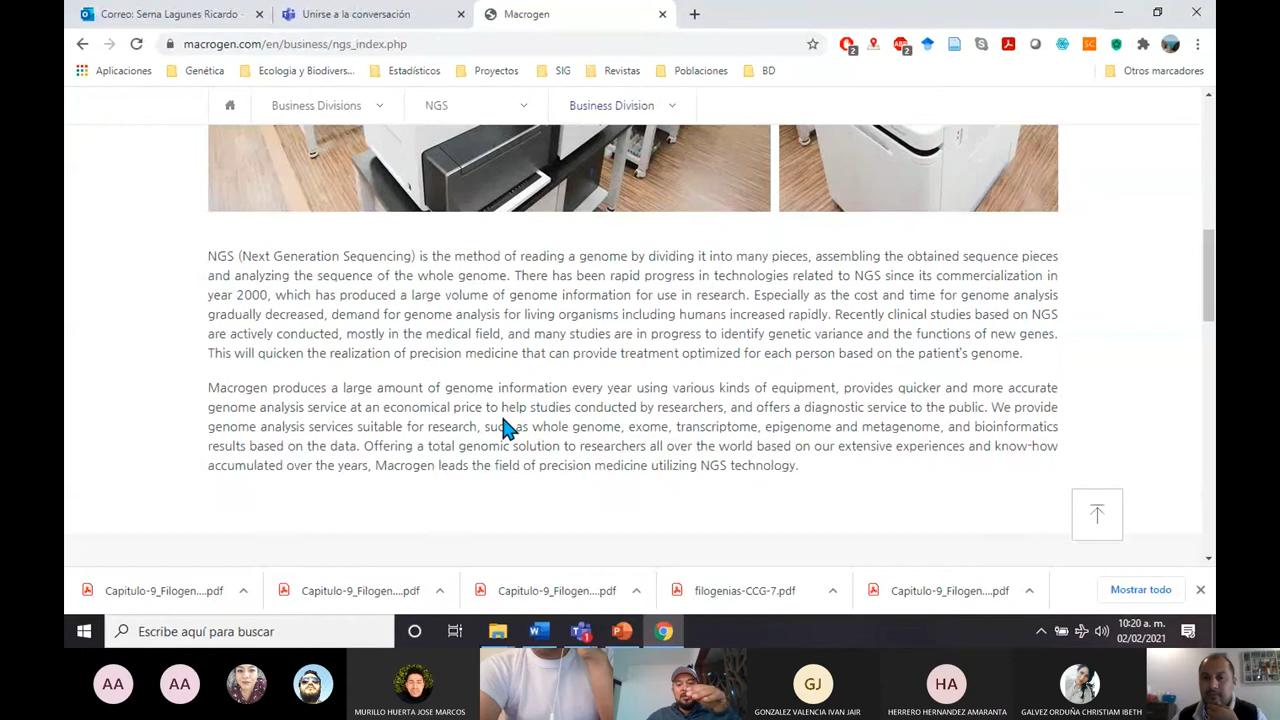 Correo: Serna Lagunes Ricardo -
Unirse a la conversación
Macrogen
macrogen.com/en/business/ngs_index.php
2
2
SC
Aplicaciones
Genética
Ecologia y Biodivers...
Estadísticos
Proyectos
SIG
Revistas
Poblaciones
BD
Otros marcadores
Business Divisions
NGS
Business Division
NGS (Next Generation Sequencing) is the method of reading a genome by dividing it into many pieces, assembling the obtained sequence pieces
and analyzing the sequence of the whole genome. There has been rapid progress in technologies related to NGS since its commercialization in
year 2000, which has produced a large volume of genome information for use in research. Especially as the cost and time for genome analysis
gradually decreased, demand for genome analysis for living organisms including humans increased rapidly. Recently clinical studies based on NGS
are actively conducted, mostly in the medical field, and many studies are in progress to identify genetic variance and the functions of new genes.
This will quicken the realization of precision medicine that can provide treatment optimized for each person based on the patient's genome.
Macrogen produces a large amount of genome information every year using various kinds of equipment, provides quicker and more accurate
genome analysis service at an economical price to help studies conducted by researchers, and offers a diagnostic service to the public. We provide
genome analysis services suitable for research, such as whole genome, exome, transcriptome, epigenome and metagenome, and bioinformatics
results based on the data. Offering a total genomic solution to researchers all over the world based on our extensive experiences and know-how
accumulated over the years, Macrogen leads the field of precision medicine utilizing NGS technology.
Capitulo-9_Filogen....pdf
Capitulo-9_Filogen....pdf
Capitulo-9_Filogen....pdf
filogenias-CCG-7.pdf
Capitulo-9_Filogen....pdf
Mostrar todo
Escribe aquí para buscar
10:20 a. m.
02/02/2021
AA
AA
MURILLO HUERTA JOSE MARCOS
GJ
GONZALEZ VALENCIA IVAN JAIR
HA
HERRERO HERNANDEZ AMARANTA
GALVEZ ORDUÑA CHRISTIAM IBETH